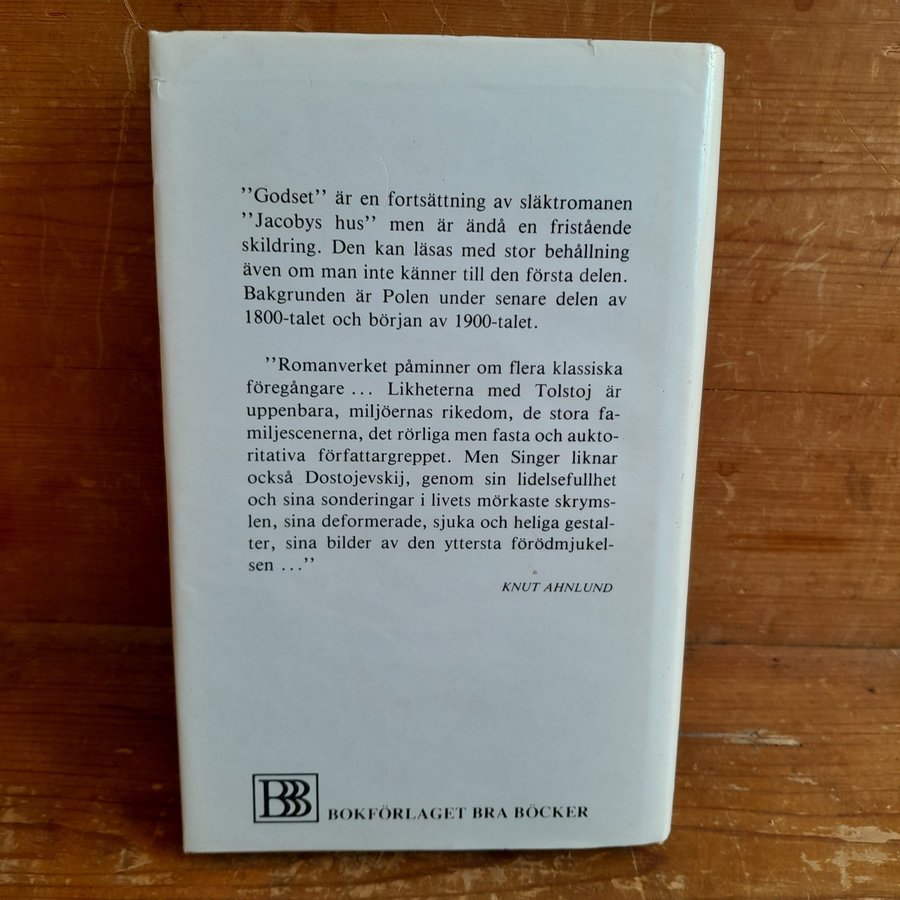 ''Godset'' är en fortsättning av släktromanen
''Jacobys hus'' men är ändå en fristående
skildring. Den kan läsas med stor behållning
även om man inte känner till den första delen.
Bakgrunden är Polen under senare delen av
1800-talet och början av 1900-talet.
''Romanverket påminner om flera klassiska
föregångare ... Likheterna med Tolstoj är
uppenbara, miljöernas rikedom, de stora fa-
miljescenerna, det rörliga men fasta och aukto-
ritativa författargreppet. Men Singer liknar
också Dostojevskij, genom sin lidelsefullhet
och sina sonderingar i livets mörkaste skryms-
len, sina deformerade, sjuka och heliga gestal-
ter, sina bilder av den yttersta förödmjukel-
sen ...''
KNUT AHNLUND
BBB BOKFÖRLAGET BRA BÖCKER